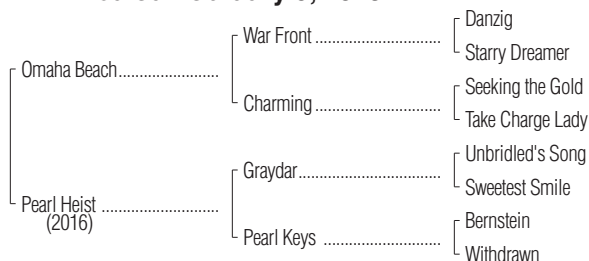 War Front
Danzig
Starry Dreamer
Omaha Beach
Charming
Seeking the Gold
Take Charge Lady
Graydar
Unbridled's Song
Sweetest Smile
Pearl Heist
(2016)
Pearl Keys
Bernstein
Withdrawn